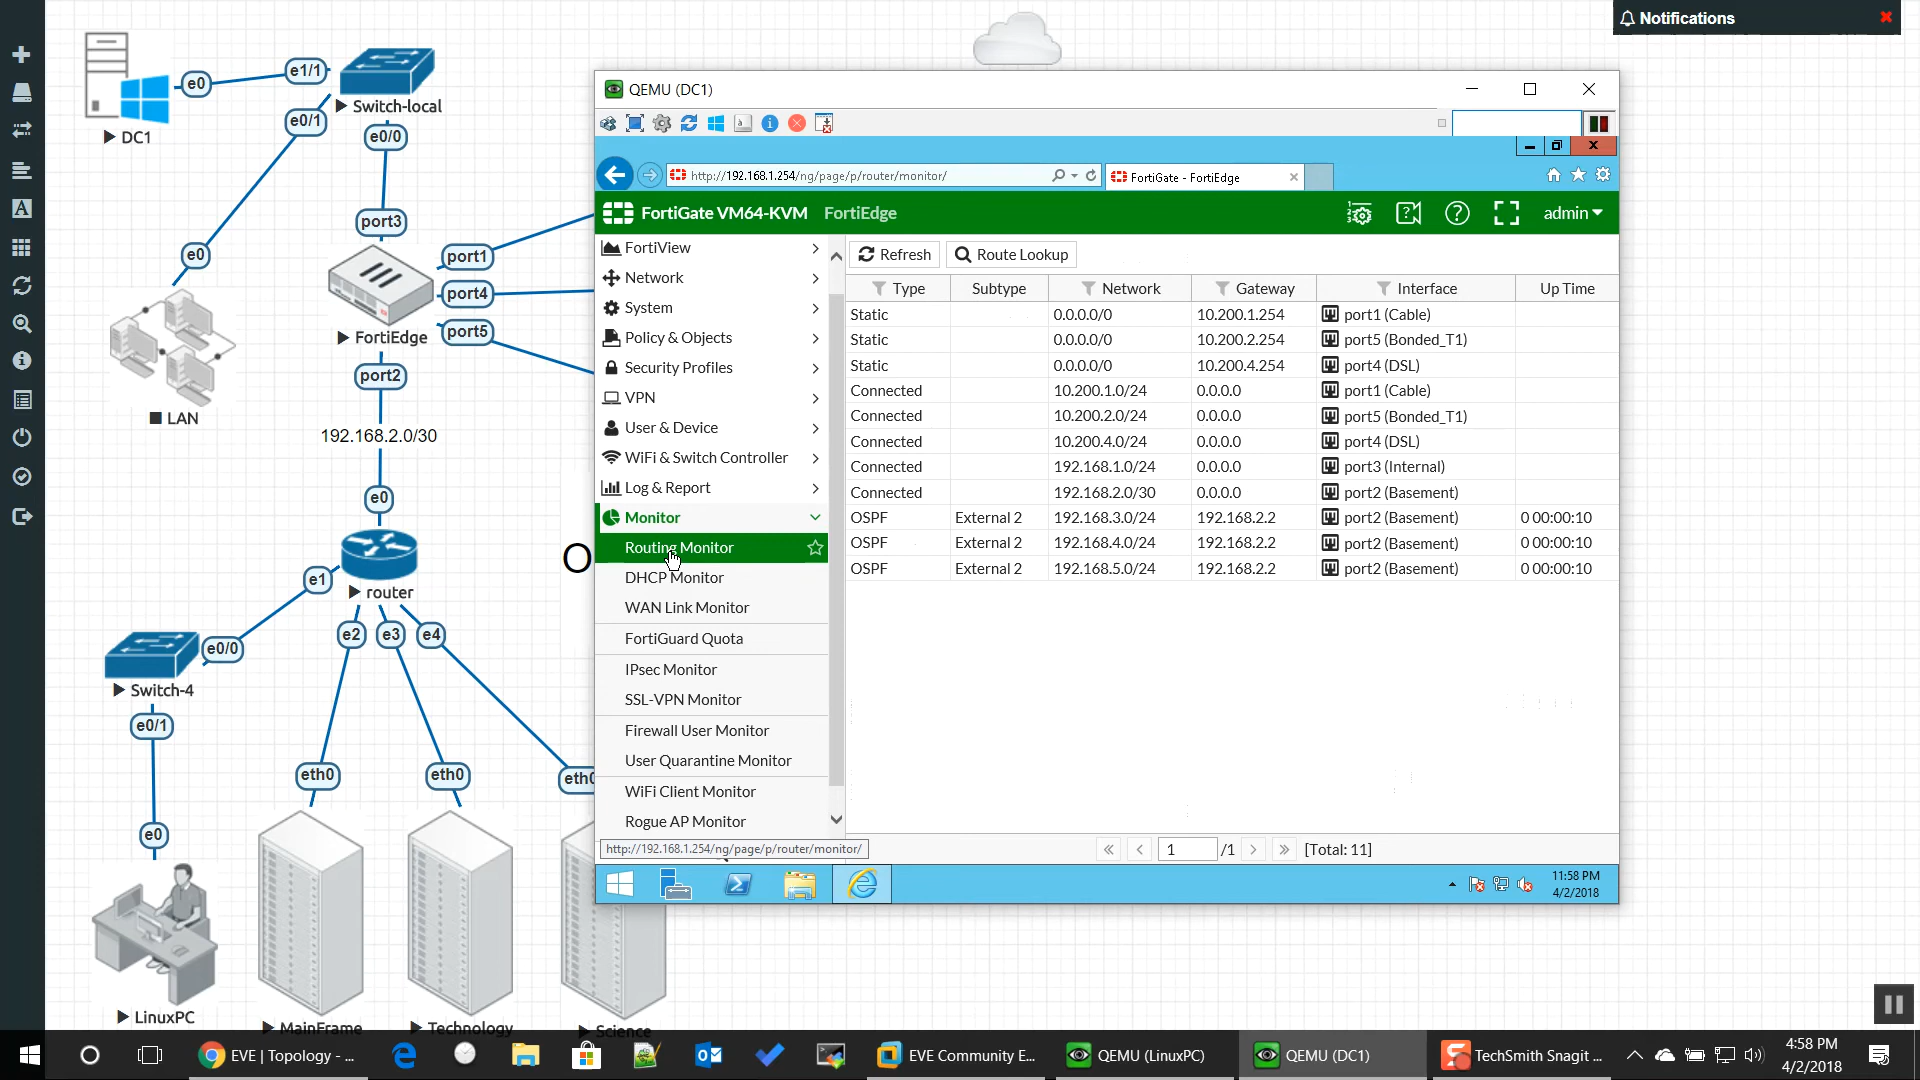 Notifications
DC1
e0
e1/1
Switch-local
e0/1
e0/0
port3
e0
LAN
FortiEdge
port1
port4
port5
port2
192.168.2.0/30
e0
router
e1
e0/0
Switch-4
e0/1
e2
e3
e4
eth0
eth0
eth0
e0
LinuxPC
MainFrame
Technology
Science
O
QEMU (DC1)
http://192.168.1.254/ng/page/p/router/monitor/
FortiGate - FortiEdge
FortiGate VM64-KVM FortiEdge
admin
FortiView
Network
System
Policy & Objects
Security Profiles
VPN
User & Device
WiFi & Switch Controller
Log & Report
Monitor
Routing Monitor
DHCP Monitor
WAN Link Monitor
FortiGuard Quota
IPsec Monitor
SSL-VPN Monitor
Firewall User Monitor
User Quarantine Monitor
WiFi Client Monitor
Rogue AP Monitor
http://192.168.1.254/ng/page/p/router/monitor/
Refresh Route Lookup
Type Subtype Network Gateway Interface Up Time
Static 0.0.0.0/0 10.200.1.254 port1 (Cable)
Static 0.0.0.0/0 10.200.2.254 port5 (Bonded_T1)
Static 0.0.0.0/0 10.200.4.254 port4 (DSL)
Connected 10.200.1.0/24 0.0.0.0 port1 (Cable)
Connected 10.200.2.0/24 0.0.0.0 port5 (Bonded_T1)
Connected 10.200.4.0/24 0.0.0.0 port4 (DSL)
Connected 192.168.1.0/24 0.0.0.0 port3 (Internal)
Connected 192.168.2.0/30 0.0.0.0 port2 (Basement)
OSPF External 2 192.168.3.0/24 192.168.2.2 port2 (Basement) 0 00:00:10
OSPF External 2 192.168.4.0/24 192.168.2.2 port2 (Basement) 0 00:00:10
OSPF External 2 192.168.5.0/24 192.168.2.2 port2 (Basement) 0 00:00:10
1 /1 [Total: 11]
11:58 PM
4/2/2018
EVE | Topology - ...
EVE Community E...
QEMU (LinuxPC)
QEMU (DC1)
TechSmith Snagit ...
4:58 PM
4/2/2018